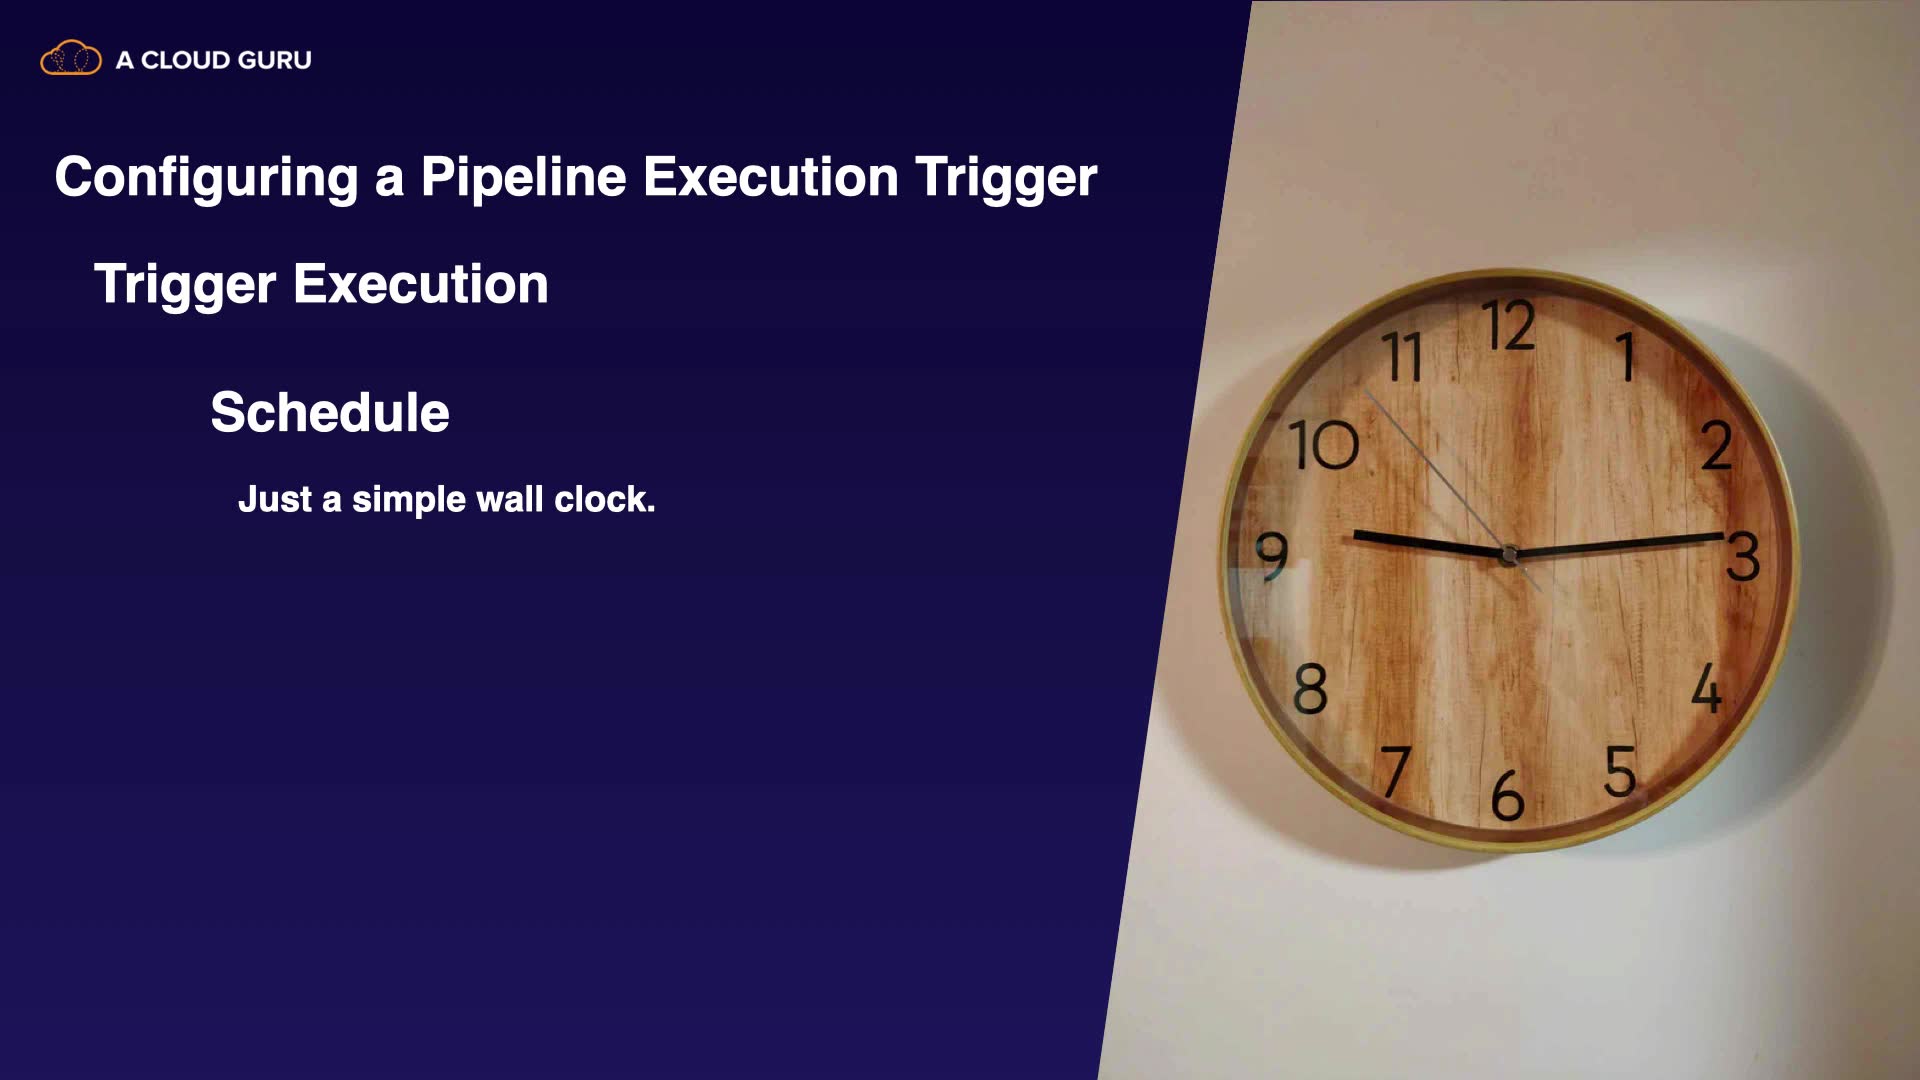 A CLOUD GURU
Configuring a Pipeline Execution Trigger
Trigger Execution
Schedule
Just a simple wall clock.
12
11
1
10
2
9
3
8
4
7
5
6